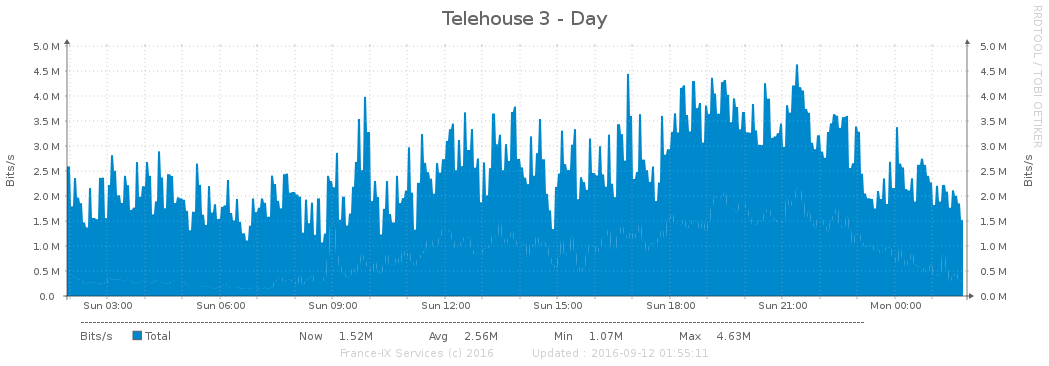 Telehouse 3 - Day
RRDTOOL / TOBI OETIKER
Bits/s
5.0 M 5.0 M
4.5 M 4.5 M
4.0 M 4.0 M
3.5 M 3.5 M
3.0 M 3.0 M
2.5 M 2.5 M
2.0 M 2.0 M
1.5 M 1.5 M
1.0 M 1.0 M
0.5 M 0.5 M
0.0 0.0 M
Bits/s
Sun 03:00 Sun 06:00 Sun 09:00 Sun 12:00 Sun 15:00 Sun 18:00 Sun 21:00 Mon 00:00
Bits/s Total Now 1.52M Avg 2.56M Min 1.07M Max 4.63M
France-IX Services (c) 2016 Updated : 2016-09-12 01:55:11